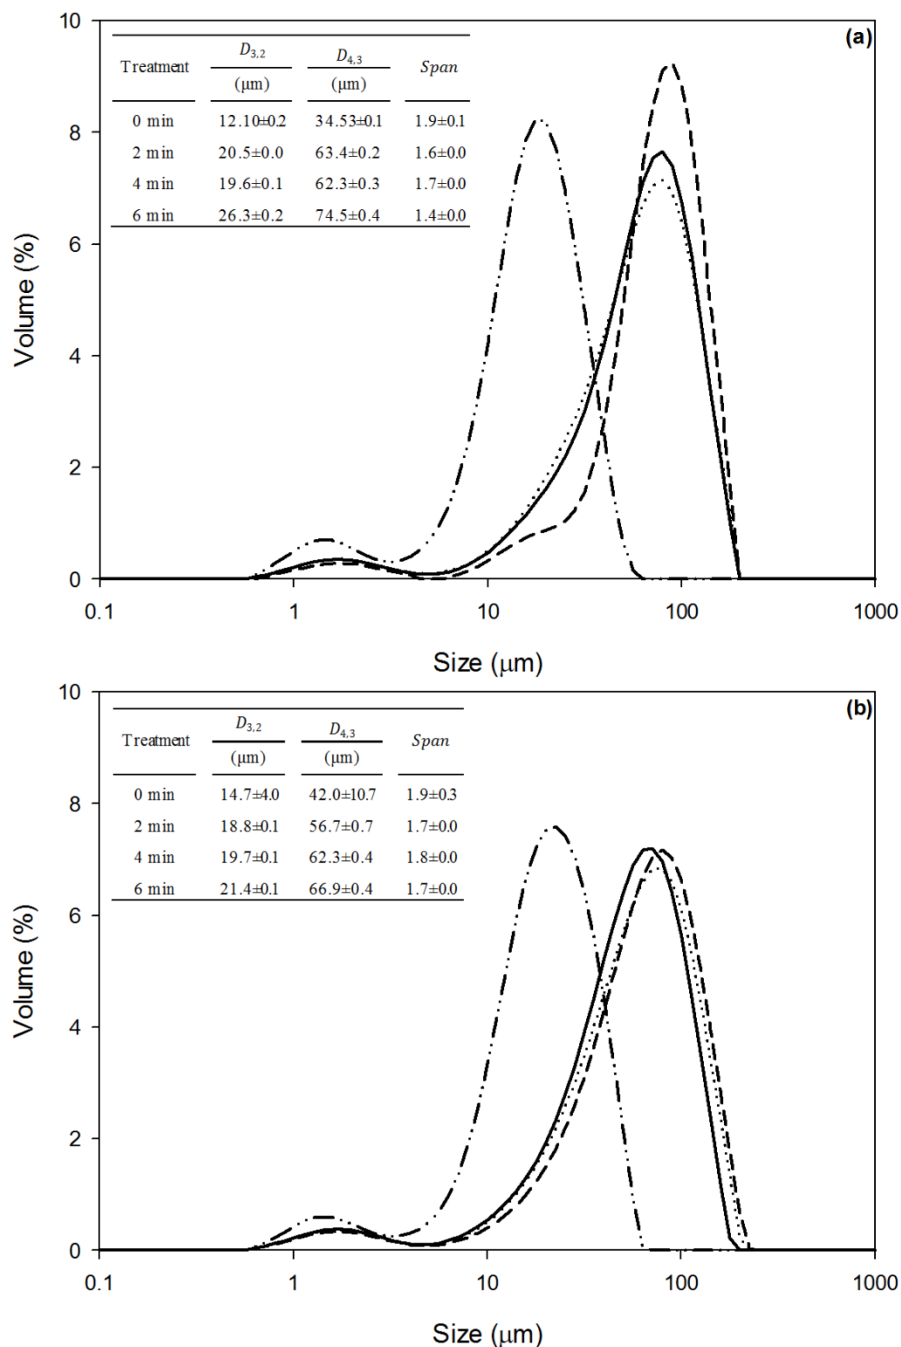 (a)
Treatment D3,2 (μm) D4,3 (μm) Span
0 min 12.10±0.2 34.53±0.1 1.9±0.1
2 min 20.5±0.0 63.4±0.2 1.6±0.0
4 min 19.6±0.1 62.3±0.3 1.7±0.0
6 min 26.3±0.2 74.5±0.4 1.4±0.0
Volume (%)
10
8
6
4
2
0
0.1 1 10 100 1000
Size (μm)
(b)
Treatment D3,2 (μm) D4,3 (μm) Span
0 min 14.7±4.0 42.0±10.7 1.9±0.3
2 min 18.8±0.1 56.7±0.7 1.7±0.0
4 min 19.7±0.1 62.3±0.4 1.8±0.0
6 min 21.4±0.1 66.9±0.4 1.7±0.0
Volume (%)
10
8
6
4
2
0
0.1 1 10 100 1000
Size (μm)